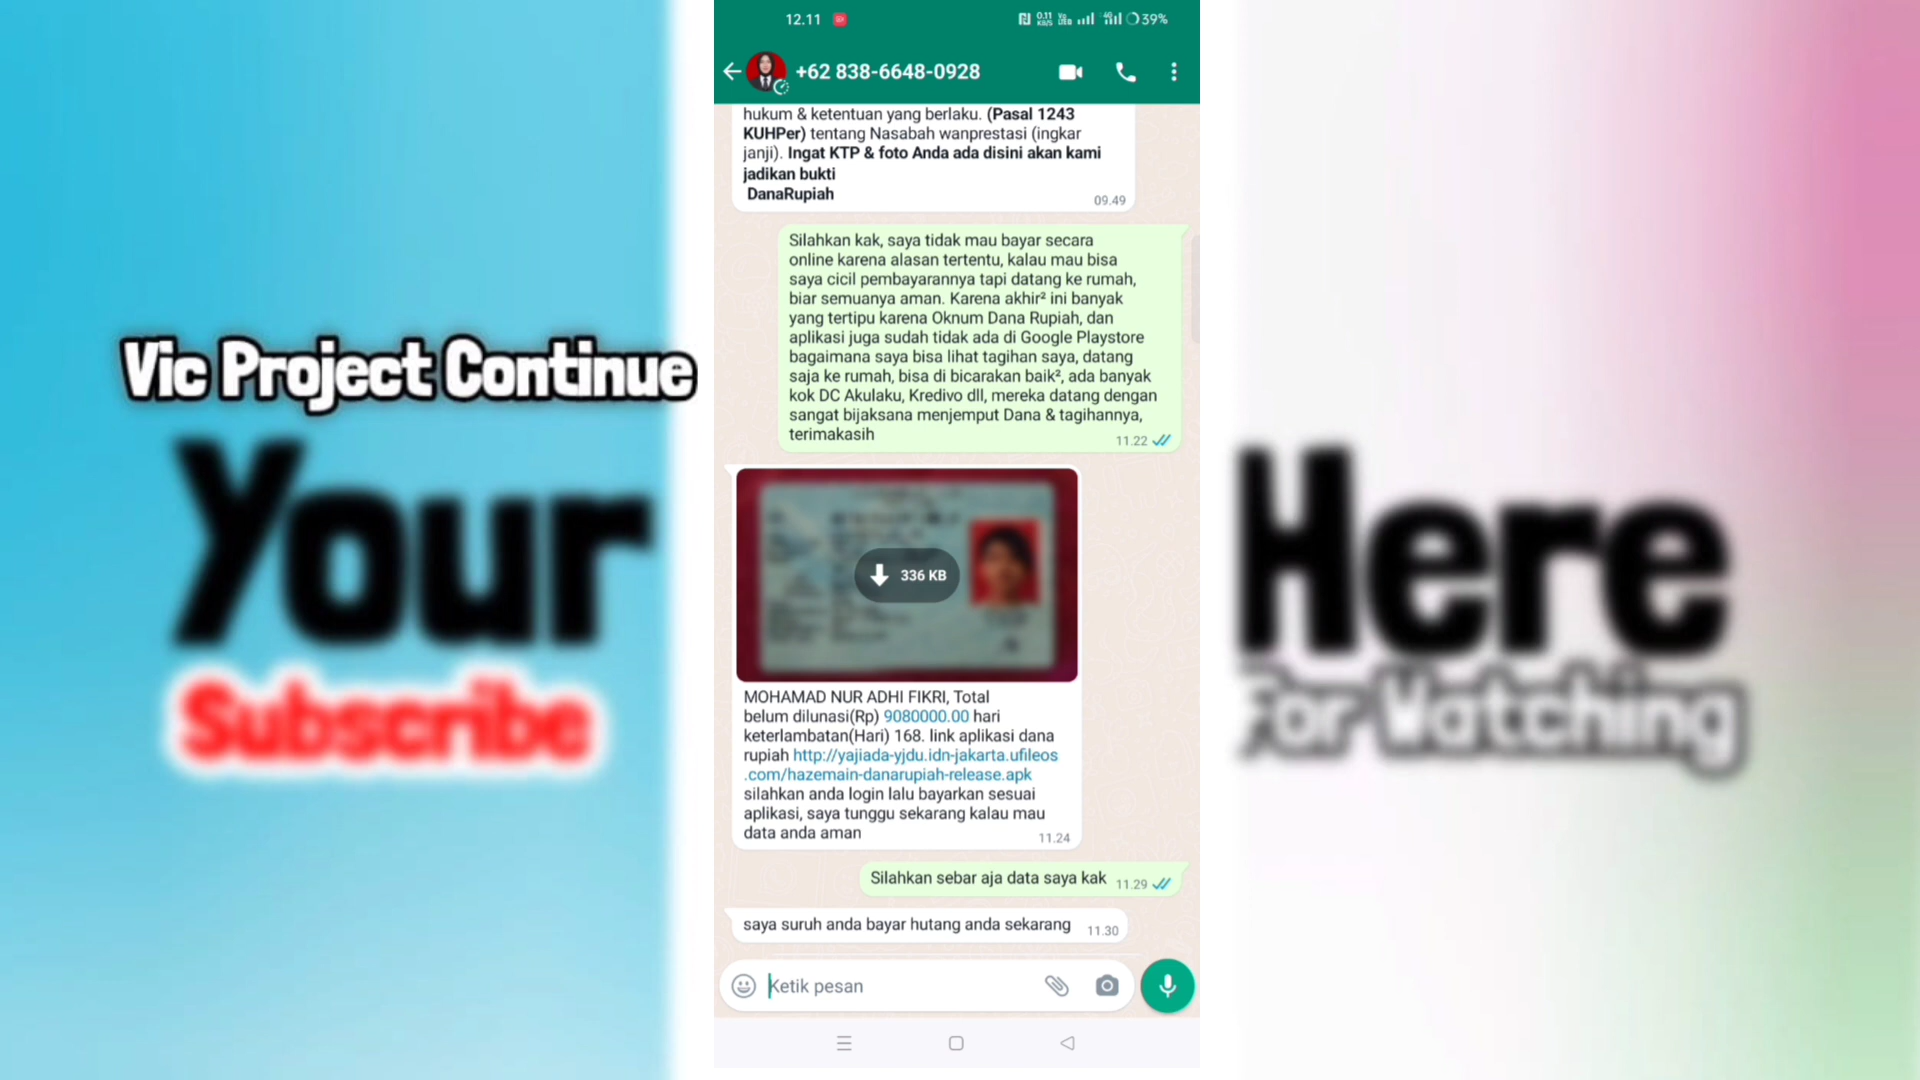 Vic Project Continue
Your
Subscribe
12.11
0.11
KB/S
39%
+62 838-6648-0928
hukum & ketentuan yang berlaku. (Pasal 1243
KUHPer) tentang Nasabah wanprestasi (ingkar
janji). Ingat KTP & foto Anda ada disini akan kami
jadikan bukti
DanaRupiah
09.49
Silahkan kak, saya tidak mau bayar secara
online karena alasan tertentu, kalau mau bisa
saya cicil pembayarannya tapi datang ke rumah,
biar semuanya aman. Karena akhir² ini banyak
yang tertipu karena Oknum Dana Rupiah, dan
aplikasi juga sudah tidak ada di Google Playstore
bagaimana saya bisa lihat tagihan saya, datang
saja ke rumah, bisa di bicarakan baik², ada banyak
kok DC Akulaku, Kredivo dll, mereka datang dengan
sangat bijaksana menjemput Dana & tagihannya,
terimakasih
11.22
336 KB
MOHAMAD NUR ADHI FIKRI, Total
belum dilunasi(Rp) 9080000.00 hari
keterlambatan(Hari) 168. link aplikasi dana
rupiah http://yajiada-yjdu.idn-jakarta.ufileos
.com/hazemain-danarupiah-release.apk
silahkan anda login lalu bayarkan sesuai
aplikasi, saya tunggu sekarang kalau mau
data anda aman
11.24
Silahkan sebar aja data saya kak 11.29
saya suruh anda bayar hutang anda sekarang 11.30
Ketik pesan
Here
For Watching